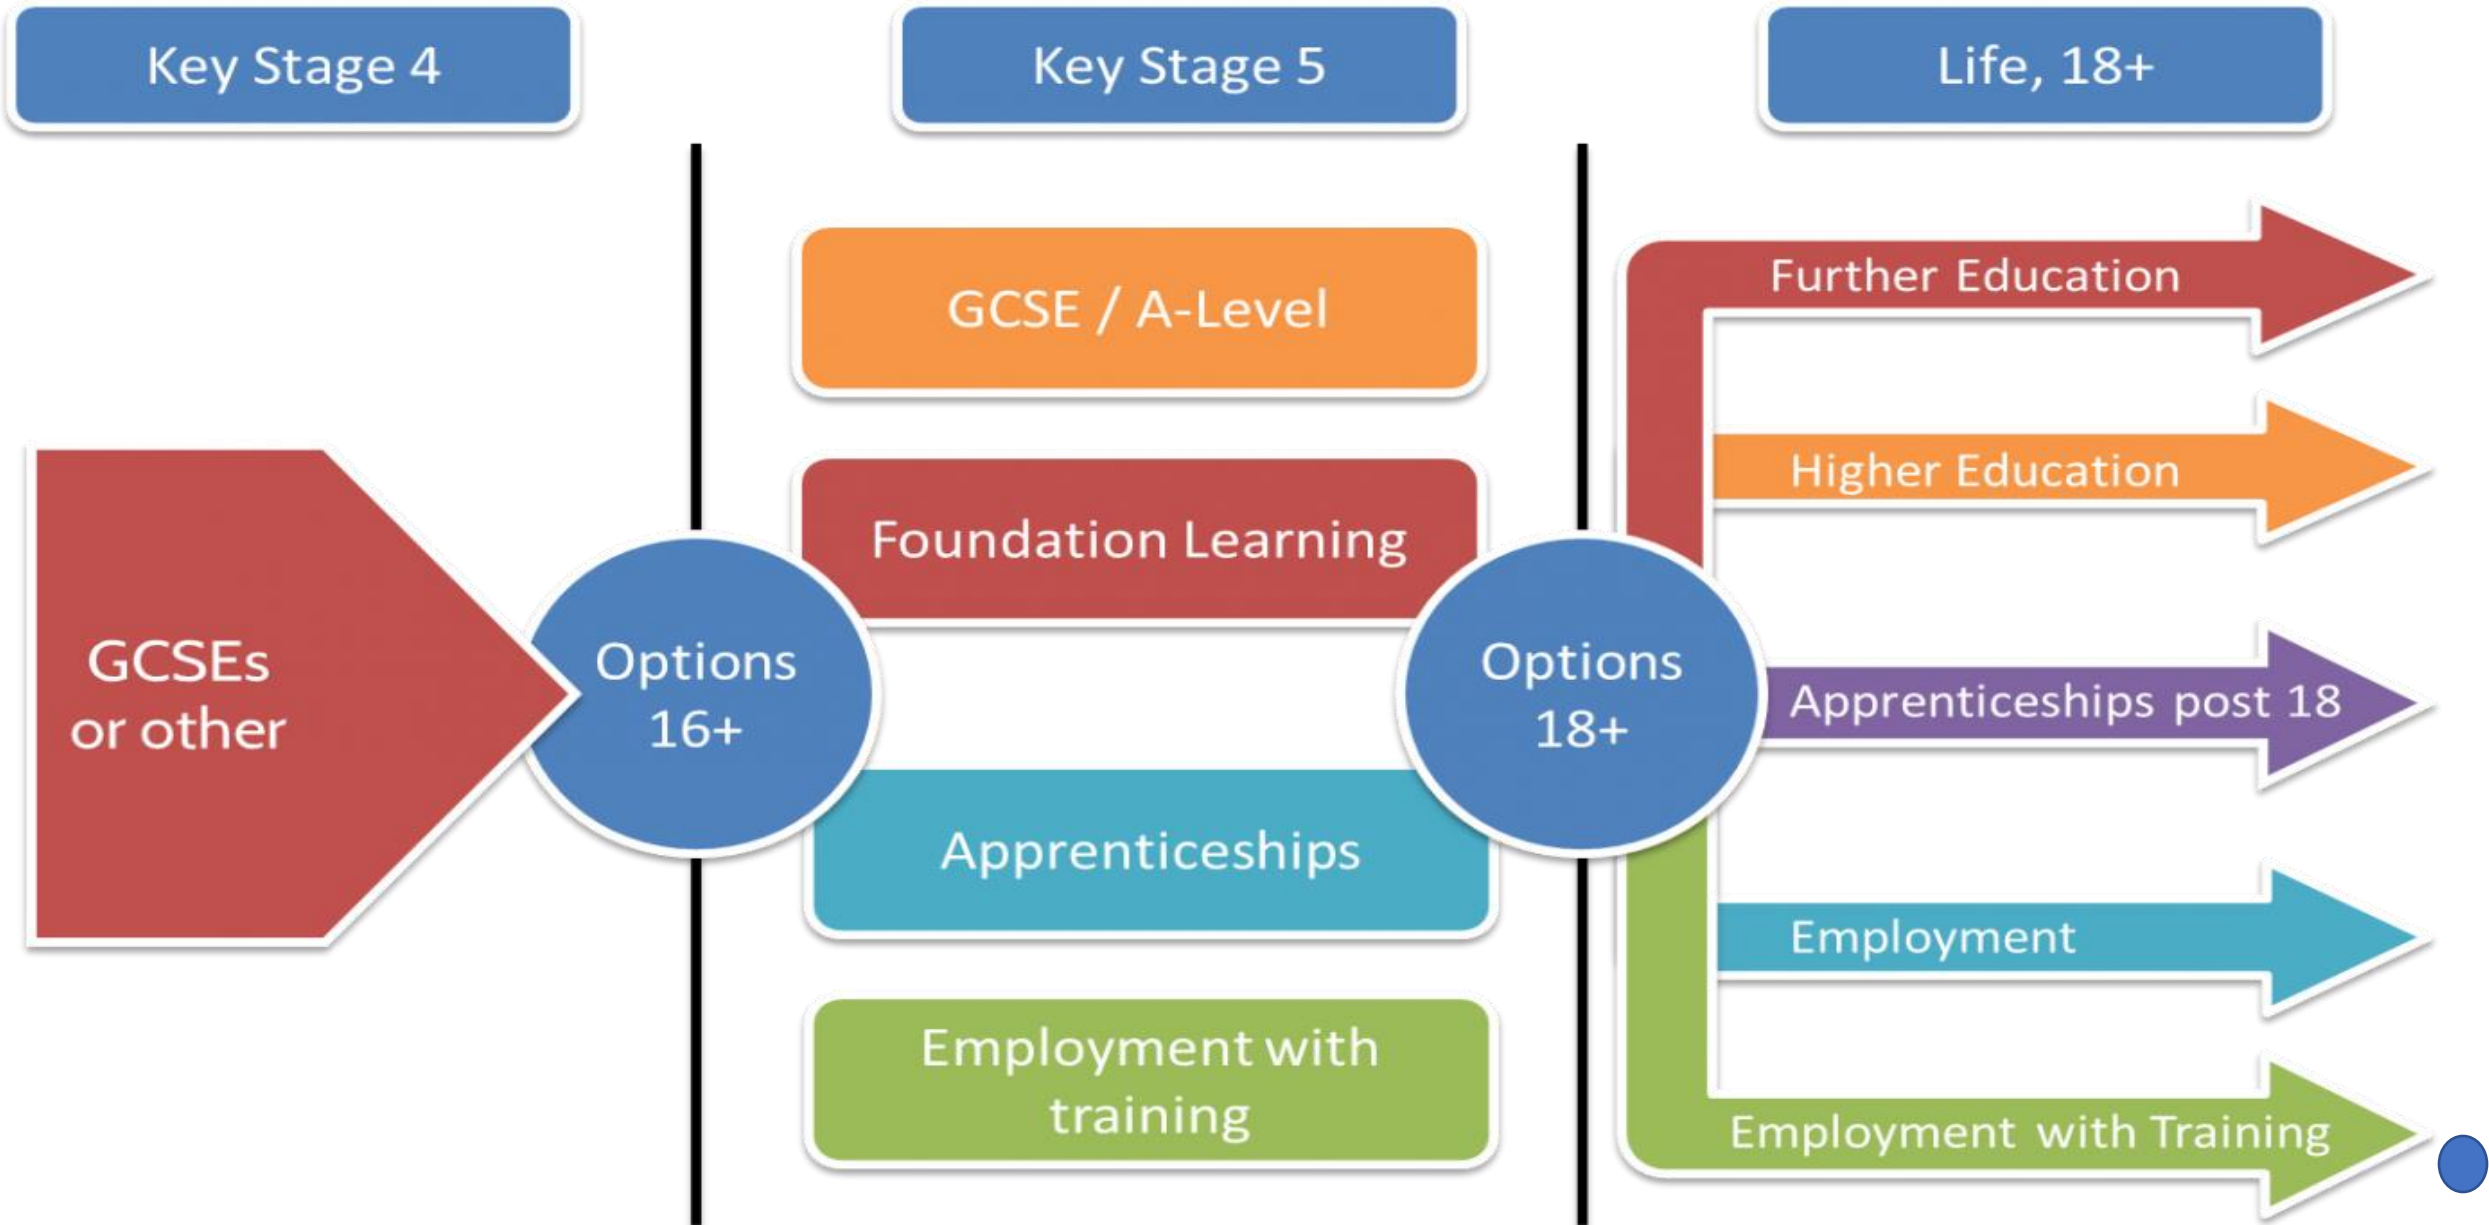 Key Stage 4
Key Stage 5
Life, 18+
GCSEs
or other
Options
16+
GCSE / A-Level
Foundation Learning
Apprenticeships
Employment with
training
Options
18+
Further Education
Higher Education
Apprenticeships post 18
Employment
Employment with Training